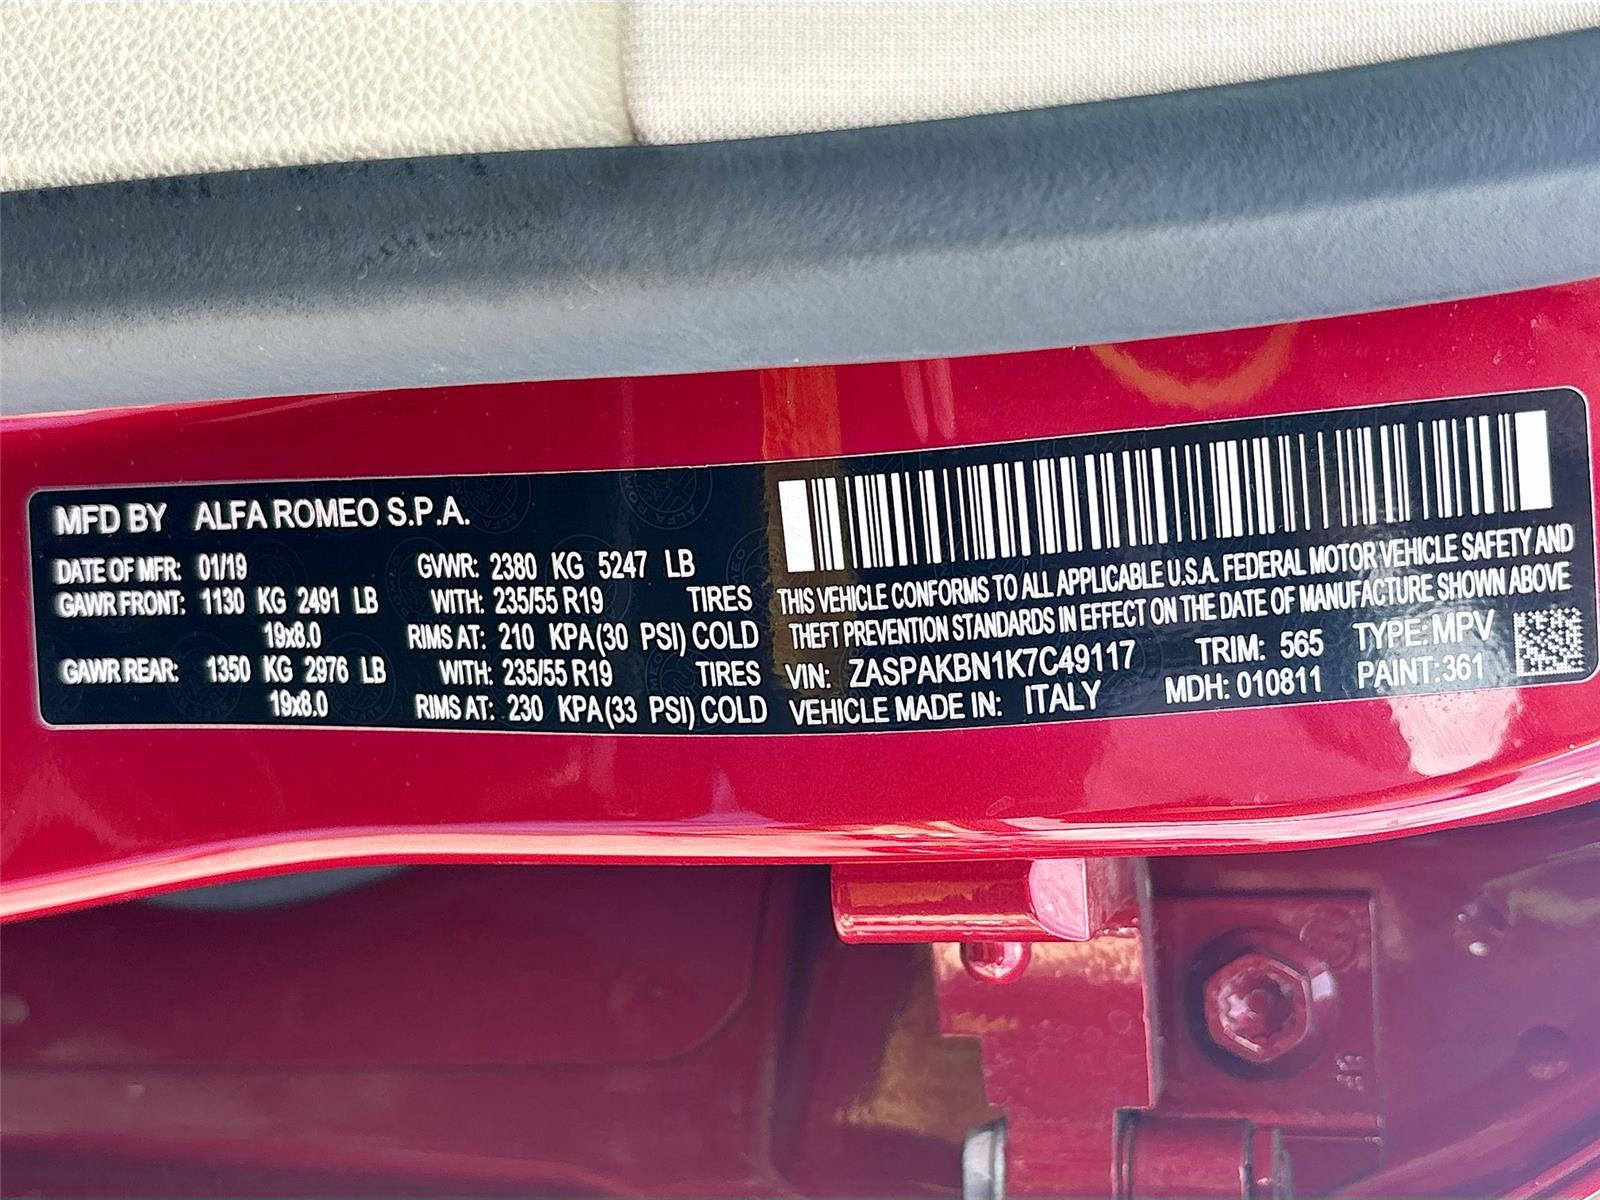 MFD BY ALFA ROMEO S.P.A.
DATE OF MFR: 01/19 GVWR: 2380 KG 5247 LB
GAWR FRONT: 1130 KG 2491 LB WITH: 235/55 R19 TIRES
19x8.0 RIMS AT: 210 KPA(30 PSI) COLD
GAWR REAR: 1350 KG 2976 LB WITH: 235/55 R19 TIRES
19x8.0 RIMS AT: 230 KPA(33 PSI) COLD
THIS VEHICLE CONFORMS TO ALL APPLICABLE U.S.A. FEDERAL MOTOR VEHICLE SAFETY AND
THEFT PREVENTION STANDARDS IN EFFECT ON THE DATE OF MANUFACTURE SHOWN ABOVE
VIN: ZASPAKBN1K7C49117 TRIM: 565 TYPE: MPV
VEHICLE MADE IN: ITALY MDH: 010811 PAINT: 361